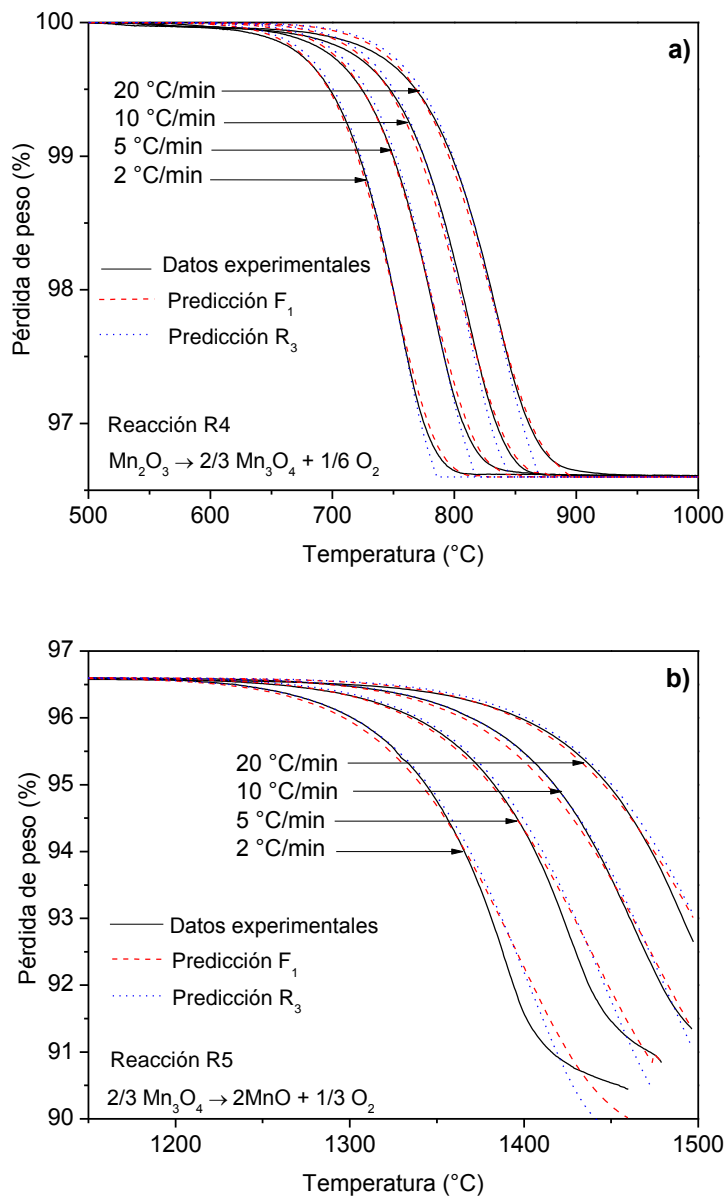 100
a)
20 °C/min
10 °C/min
5 °C/min
2 °C/min
99
98
97
Datos experimentales
Predicción F₁
Predicción R₃
Reacción R4
Mn₂O₃ → 2/3 Mn₃O₄ + 1/6 O₂
Pérdida de peso (%)
500 600 700 800 900 1000
Temperatura (°C)
97
b)
96
95
94
93
92
91
90
20 °C/min
10 °C/min
5 °C/min
2 °C/min
Datos experimentales
Predicción F₁
Predicción R₃
Reacción R5
2/3 Mn₃O₄ → 2MnO + 1/3 O₂
Pérdida de peso (%)
1200 1300 1400 1500
Temperatura (°C)